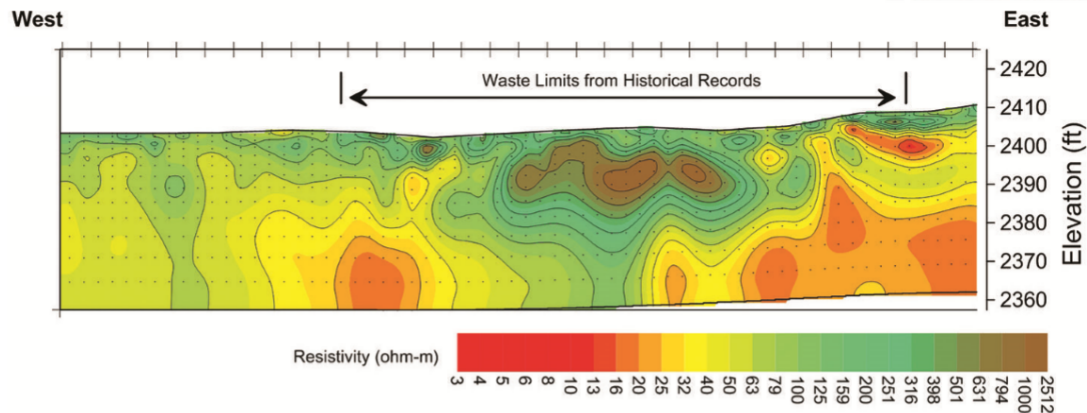 West
East
Waste Limits from Historical Records
2420
2410
2400
2390
2380
2370
2360
Elevation (ft)
Resistivity (ohm-m)
3 4 5 6 8 10 13 16 20 25 32 40 50 63 79 100 125 159 200 251 316 398 501 631 794 1000 2512